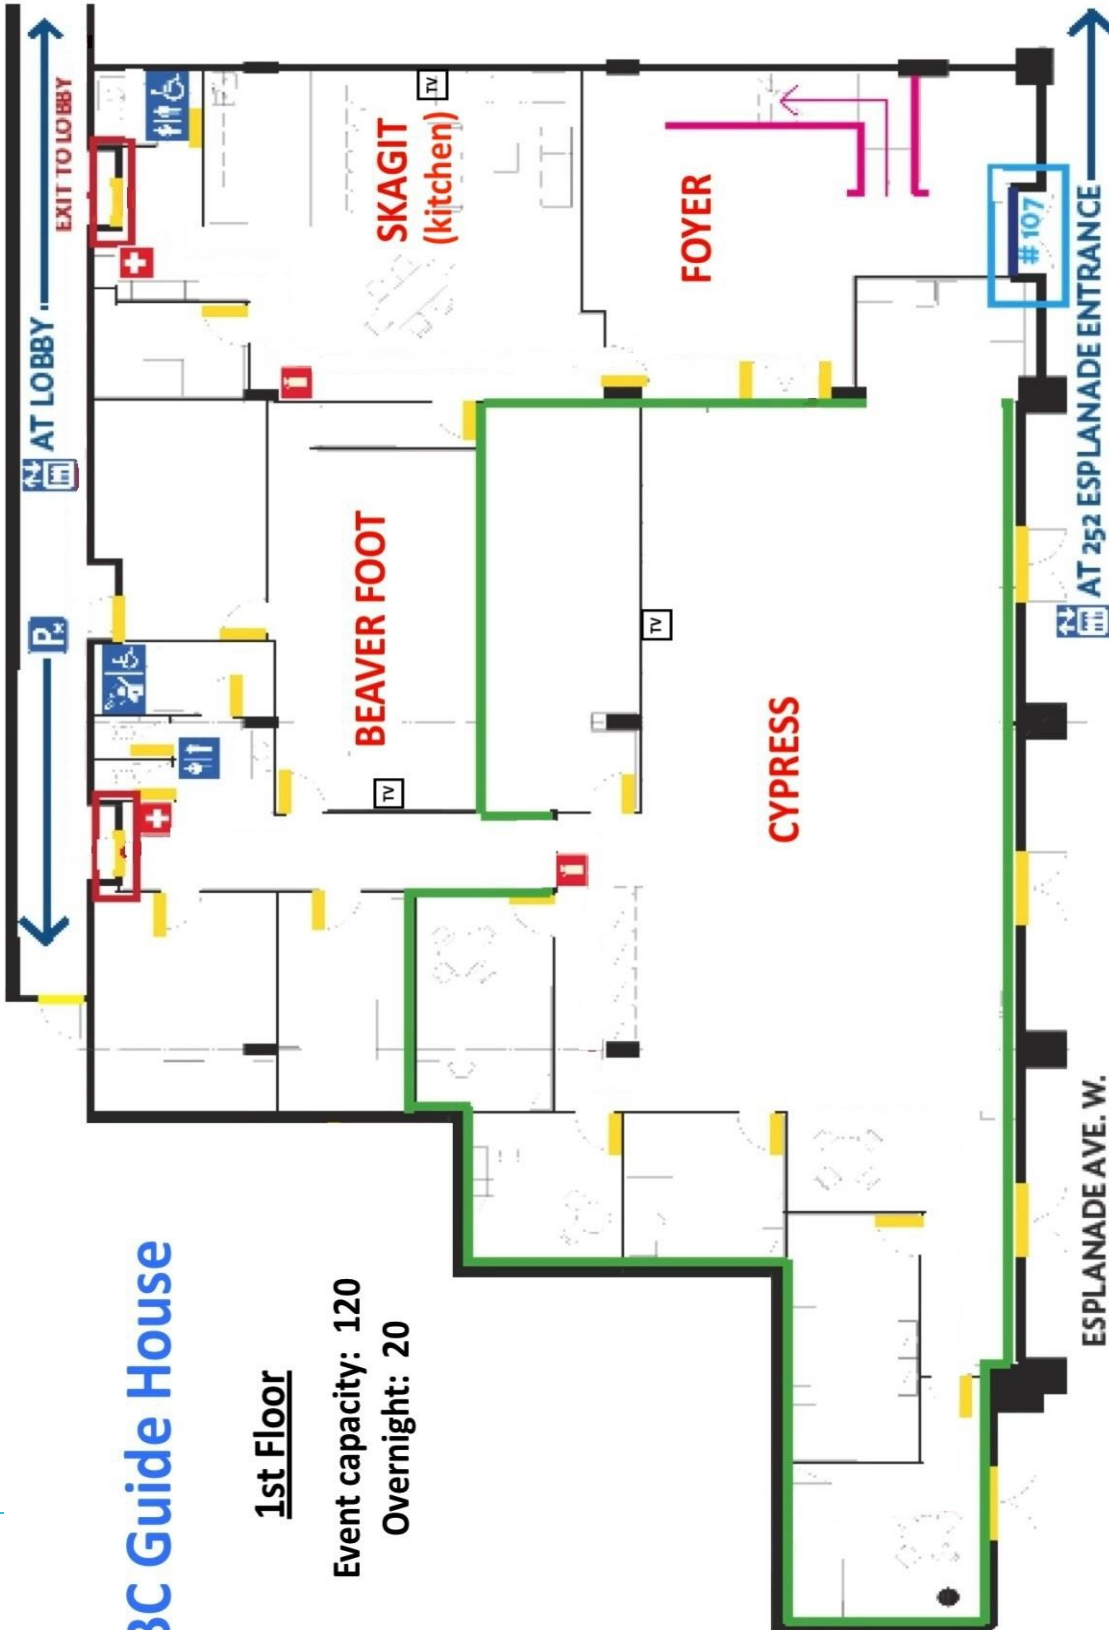 BC Guide House
1st Floor
Event capacity: 120
Overnight: 20
AT LOBBY
EXIT TO LOBBY
P
TV
SKAGIT
(kitchen)
FOYER
# 107
BEAVER FOOT
TV
TV
CYPRESS
AT 252 ESPLANADE ENTRANCE
ESPLANADE AVE. W.